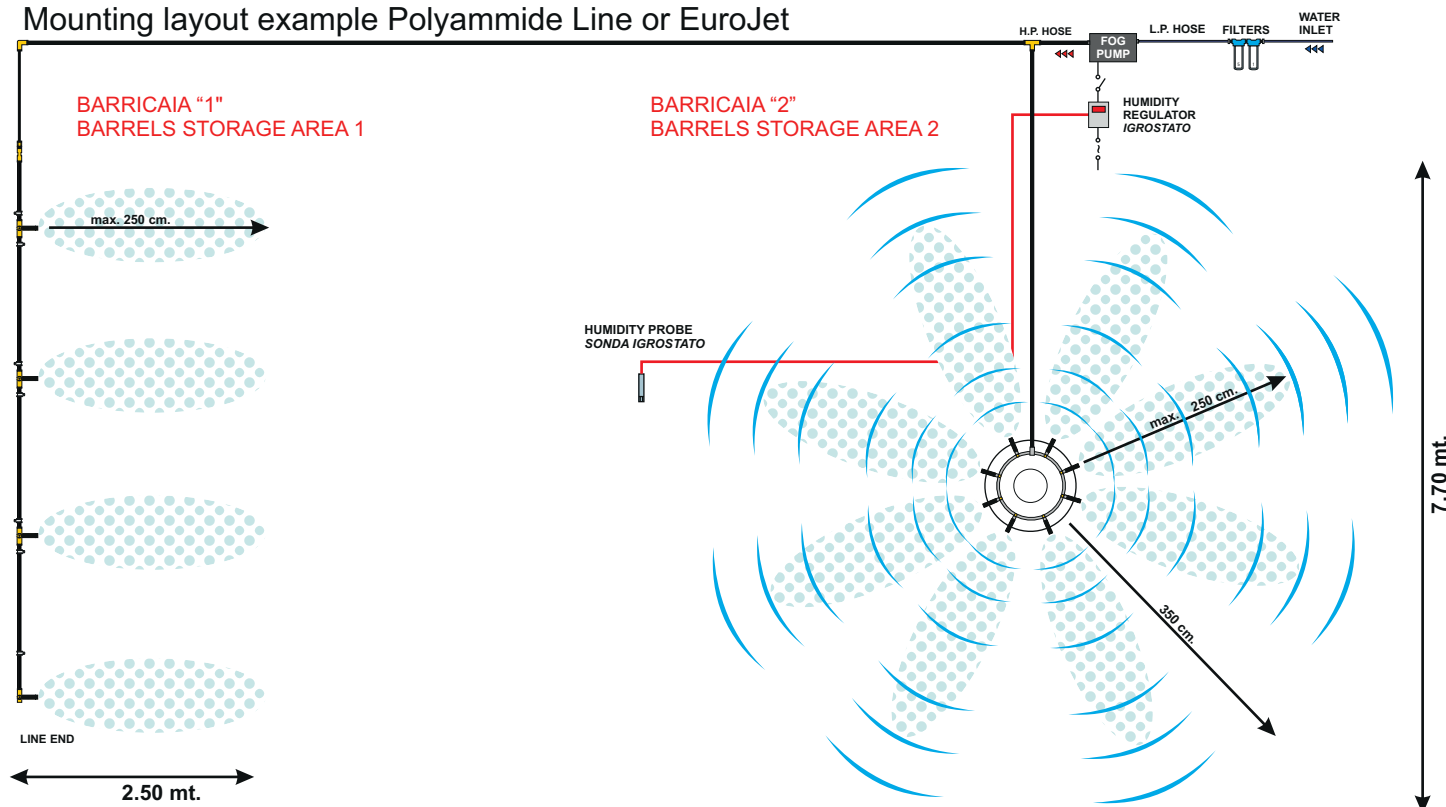 Mounting layout example Polyammide Line or EuroJet
H.P. HOSE
FOG
PUMP
L.P. HOSE
FILTERS
WATER
INLET
BARRICAIA “1"
BARRELS STORAGE AREA 1
BARRICAIA “2”
BARRELS STORAGE AREA 2
HUMIDITY
REGULATOR
IGROSTATO
max. 250 cm.
HUMIDITY PROBE
SONDA IGROSTATO
max. 250 cm.
350 cm.
7.70 mt.
LINE END
2.50 mt.